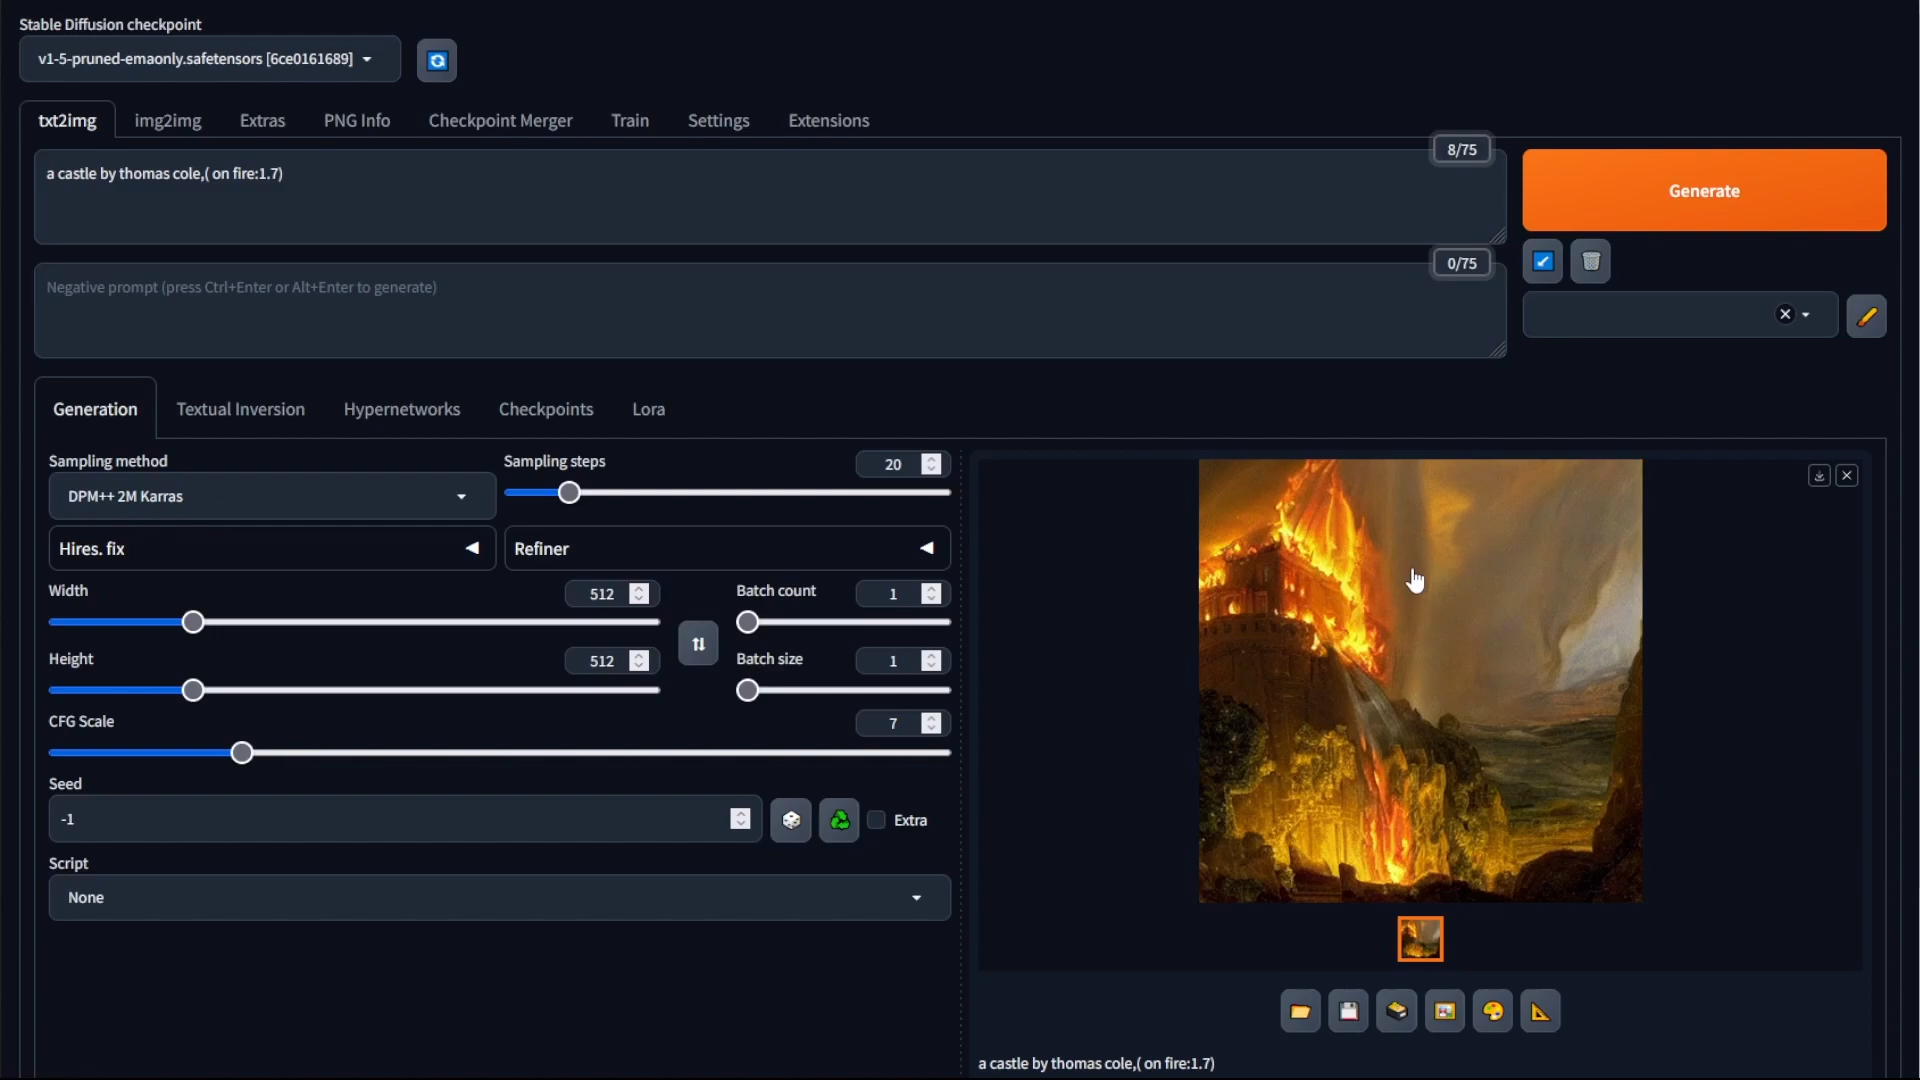 Stable Diffusion checkpoint
v1-5-pruned-emaonly.safetensors [6ce0161689]
txt2img img2img Extras PNG Info Checkpoint Merger Train Settings Extensions
8/75
a castle by thomas cole,( on fire:1.7)
Generate
0/75
Negative prompt (press Ctrl+Enter or Alt+Enter to generate)
Generation Textual Inversion Hypernetworks Checkpoints Lora
Sampling method
DPM++ 2M Karras
Sampling steps
20
Hires. fix
Refiner
Width
512
Batch count
1
Height
512
Batch size
1
CFG Scale
7
Seed
-1
Extra
Script
None
a castle by thomas cole,( on fire:1.7)